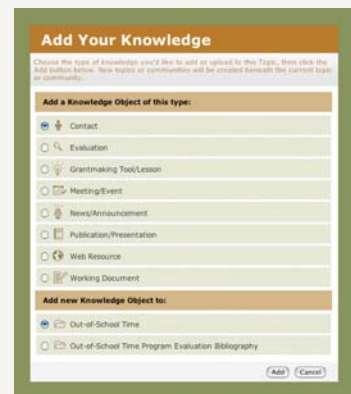 Add Your Knowledge
Choose the type of knowledge you'd like to add or upload to this Topic, then click the
Add button below. New topics or communities will be created beneath the current topic
or community.
Add a Knowledge Object of this type:
Contact
Evaluation
Grantmaking Tool/Lesson
Meeting/Event
News/Announcement
Publication/Presentation
Web Resource
Working Document
Add new Knowledge Object to:
Out-of-School Time
Out-of-School Time Program Evaluation Bibliography
Add Cancel